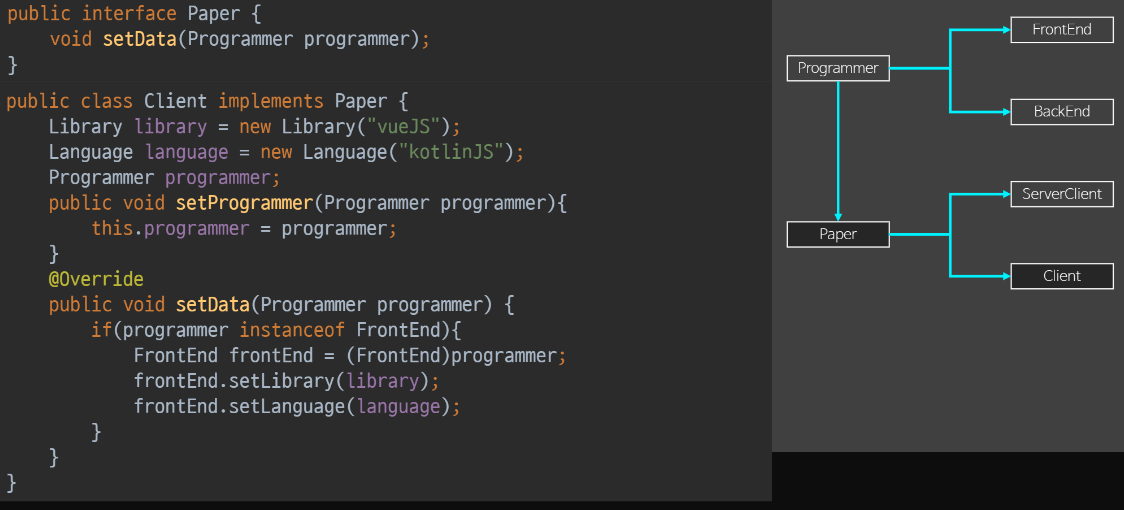 public interface Paper {
    void setData(Programmer programmer);
}
public class Client implements Paper {
    Library library = new Library("vueJS");
    Language language = new Language("kotlinJS");
    Programmer programmer;
    public void setProgrammer(Programmer programmer){
        this.programmer = programmer;
    }
    @Override
    public void setData(Programmer programmer) {
        if(programmer instanceof FrontEnd){
            FrontEnd frontEnd = (FrontEnd)programmer;
            frontEnd.setLibrary(library);
            frontEnd.setLanguage(language);
        }
    }
}
FrontEnd
Programmer
BackEnd
ServerClient
Paper
Client